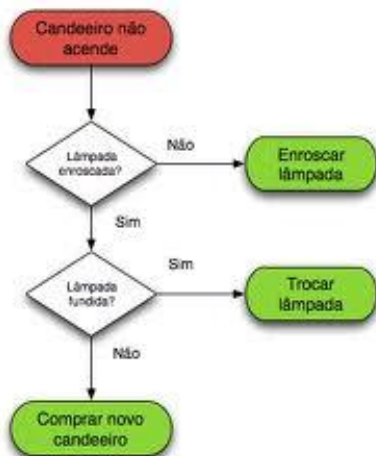 Candeeiro não
acende
Lâmpada
enroscada?
Não
Enroscar
lâmpada
Sim
Lâmpada
fundida?
Sim
Trocar
lâmpada
Não
Comprar novo
candeeiro